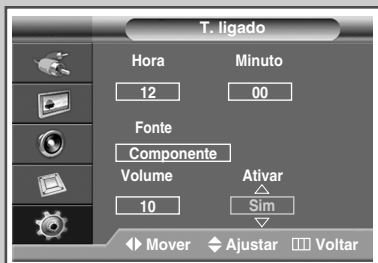 T. ligado
Hora Minuto
12 00
Fonte
Componente
Volume Ativar
10 Sim
Mover Ajustar Voltar